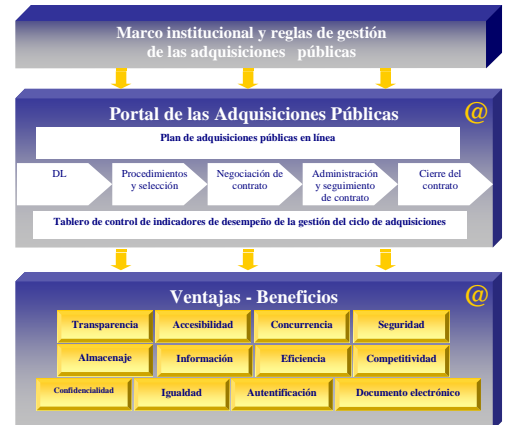 Marco institucional y reglas de gestión
de las adquisiciones públicas
Portal de las Adquisiciones Públicas
@
Plan de adquisiciones públicas en línea
DL
Procedimientos
y selección
Negociación de
contrato
Administración
y seguimiento
de contrato
Cierre del
contrato
Tablero de control de indicadores de desempeño de la gestión del ciclo de adquisiciones
Ventajas - Beneficios
@
Transparencia
Accesibilidad
Concurrencia
Seguridad
Almacenaje
Información
Eficiencia
Competitividad
Confidencialidad
Igualdad
Autentificación
Documento electrónico